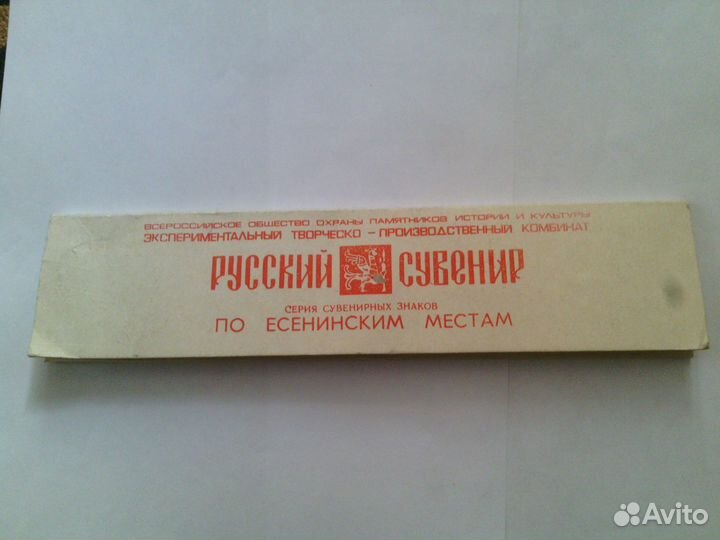 ВСЕРОССИЙСКОЕ ОБЩЕСТВО ОХРАНЫ ПАМЯТНИКОВ ИСТОРИИ И КУЛЬТУРЫ
ЭКСПЕРИМЕНТАЛЬНЫЙ ТВОРЧЕСКО – ПРОИЗВОДСТВЕННЫЙ КОМБИНАТ
РУССКИЙ СУВЕНИР
СЕРИЯ СУВЕНИРНЫХ ЗНАКОВ
ПО ЕСЕНИНСКИМ МЕСТАМ
Avito